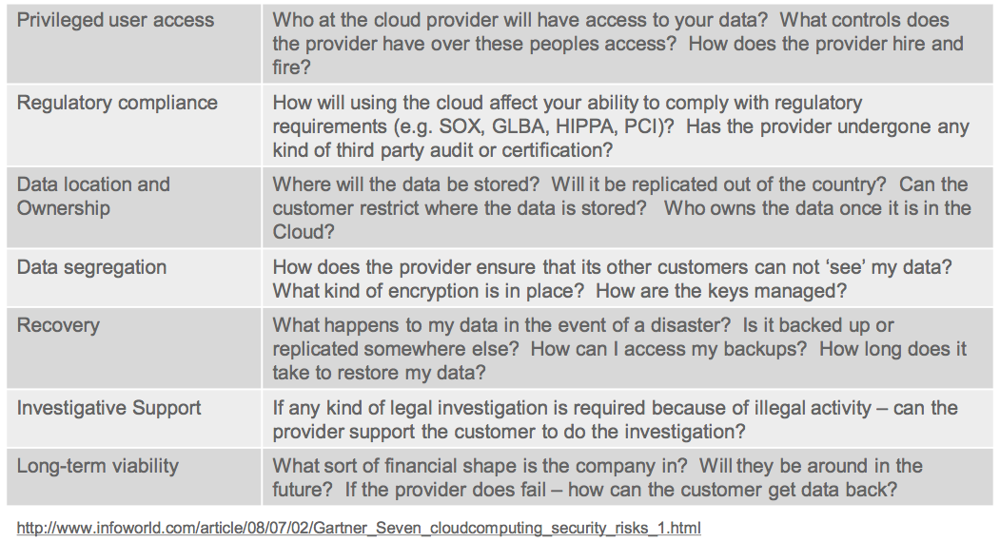 Privileged user access
Who at the cloud provider will have access to your data?  What controls does
the provider have over these peoples access?  How does the provider hire and
fire?
Regulatory compliance
How will using the cloud affect your ability to comply with regulatory
requirements (e.g. SOX, GLBA, HIPPA, PCI)?  Has the provider undergone any
kind of third party audit or certification?
Data location and
Ownership
Where will the data be stored?  Will it be replicated out of the country?  Can the
customer restrict where the data is stored?   Who owns the data once it is in the
Cloud?
Data segregation
How does the provider ensure that its other customers can not ‘see’ my data?
What kind of encryption is in place?  How are the keys managed?
Recovery
What happens to my data in the event of a disaster?  Is it backed up or
replicated somewhere else?  How can I access my backups?  How long does it
take to restore my data?
Investigative Support
If any kind of legal investigation is required because of illegal activity – can the
provider support the customer to do the investigation?
Long-term viability
What sort of financial shape is the company in?  Will they be around in the
future?  If the provider does fail – how can the customer get data back?
http://www.infoworld.com/article/08/07/02/Gartner_Seven_cloudcomputing_security_risks_1.html